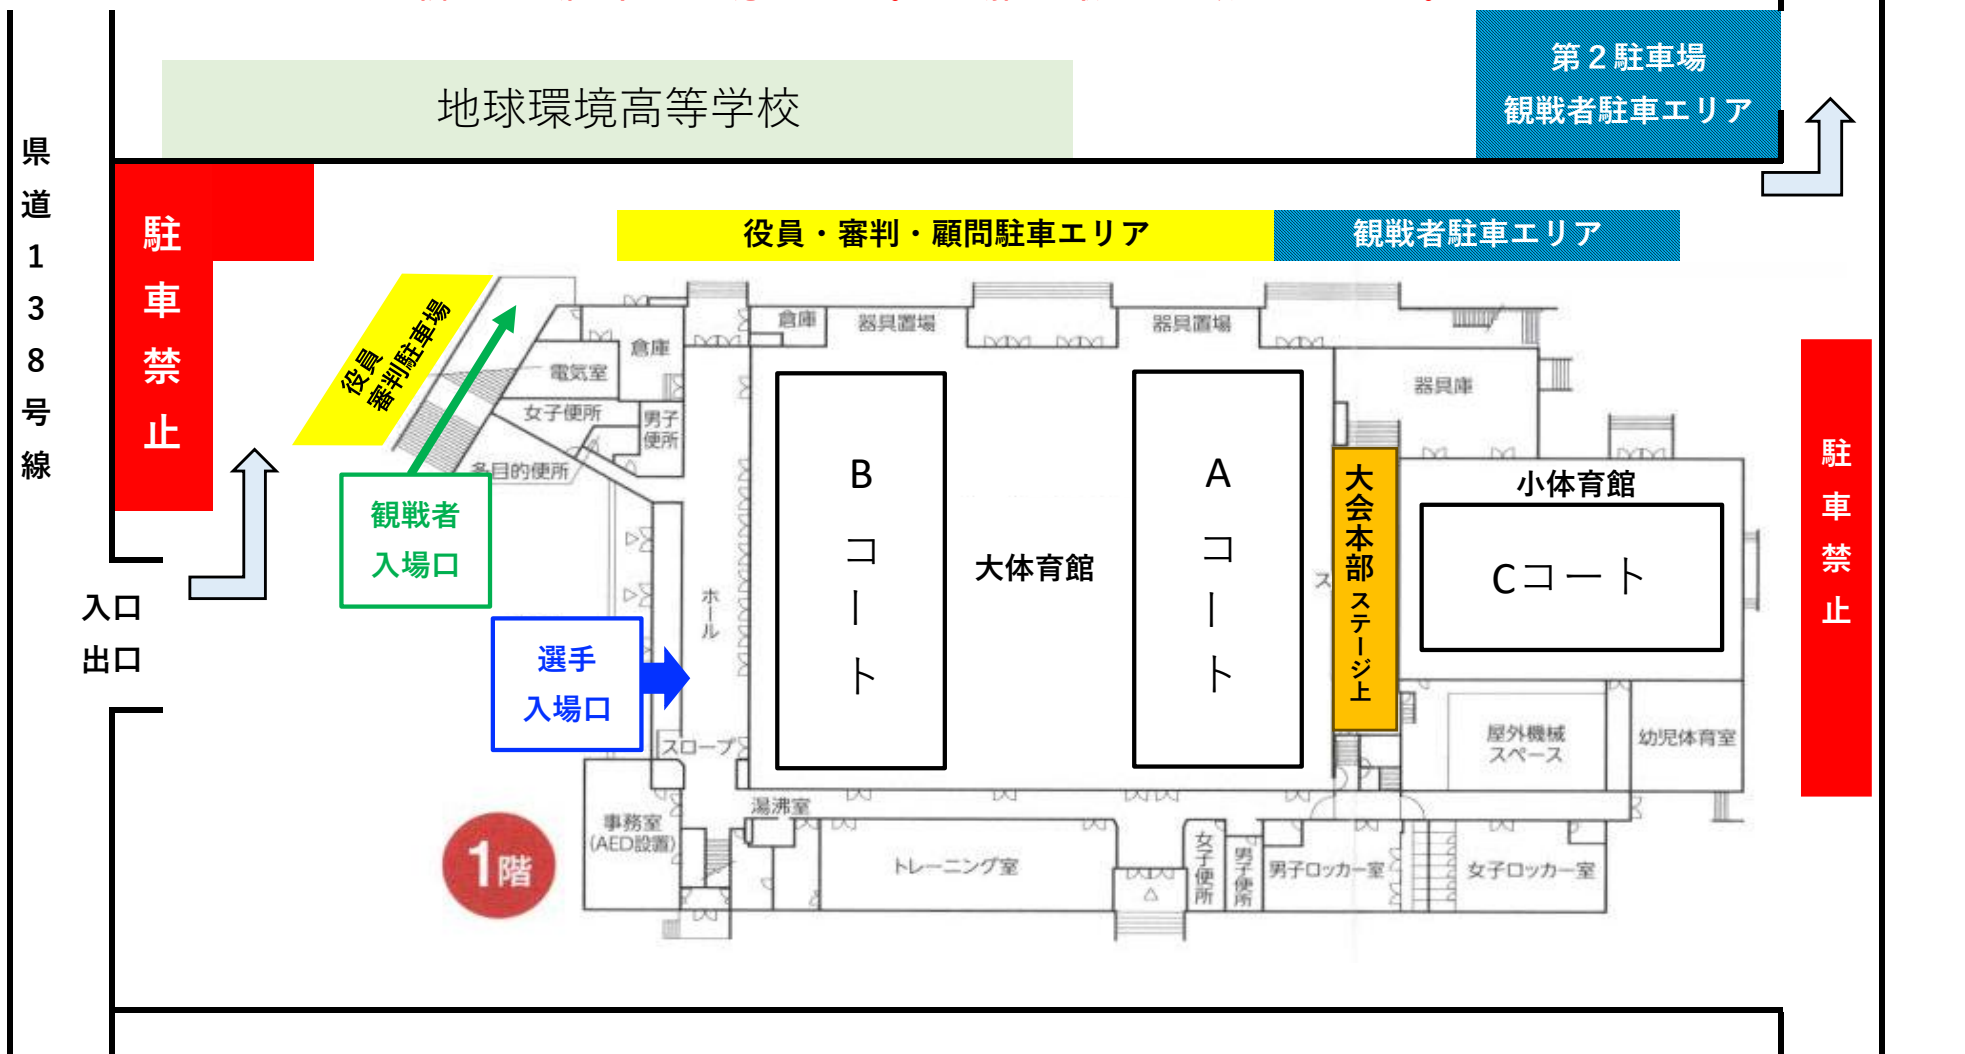 地球環境高等学校
第2駐車場
観戦者駐車エリア
県道138号線
駐車禁止
役員・審判・顧問駐車エリア
観戦者駐車エリア
役員
審判駐車場
倉庫
電気室
女子便所
男子
便所
多目的便所
倉庫
器具置場
器具置場
器具庫
観戦者
入場口
入口
出口
選手
入場口
ホール
スロープ
Bコート
大体育館
Aコート
ス
大会本部 ステージ上
小体育館
Cコート
駐車禁止
屋外機械
スペース
幼児体育室
湯沸室
事務室
(AED設置)
1階
トレーニング室
女子便所
男子便所
男子ロッカー室
女子ロッカー室